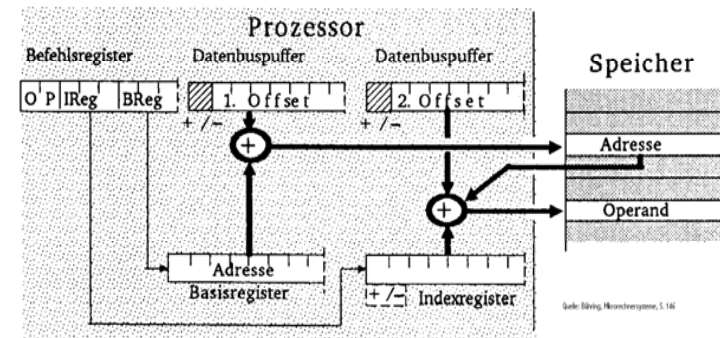 Prozessor
Befehlsregister
Datenbuspuffer
Datenbuspuffer
Speicher
O P IReg BReg
1. Offset
2. Offset
+ / -
+ / -
+
Adresse
+
Operand
Adresse
Basisregister
+ / -
Indexregister
Quelle: Bähring, Mikrorechnersysteme, S. 146